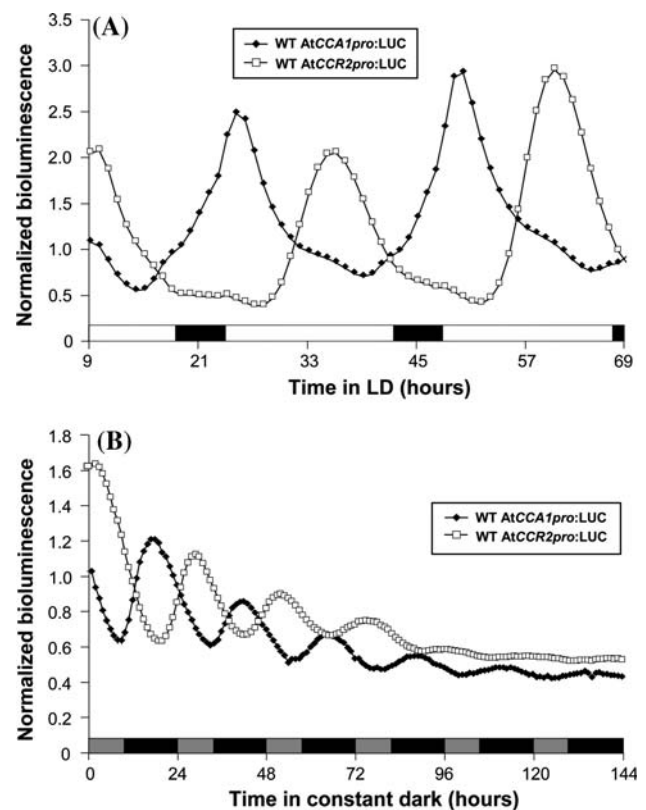 (A)
3.5
3.0
2.5
2.0
1.5
1.0
0.5
0
Normalized bioluminescence
WT AtCCA1pro:LUC
WT AtCCR2pro:LUC
9 21 33 45 57 69
Time in LD (hours)
(B)
1.8
1.6
1.4
1.2
1.0
0.8
0.6
0.4
0.2
0
Normalized bioluminescence
WT AtCCA1pro:LUC
WT AtCCR2pro:LUC
0 24 48 72 96 120 144
Time in constant dark (hours)